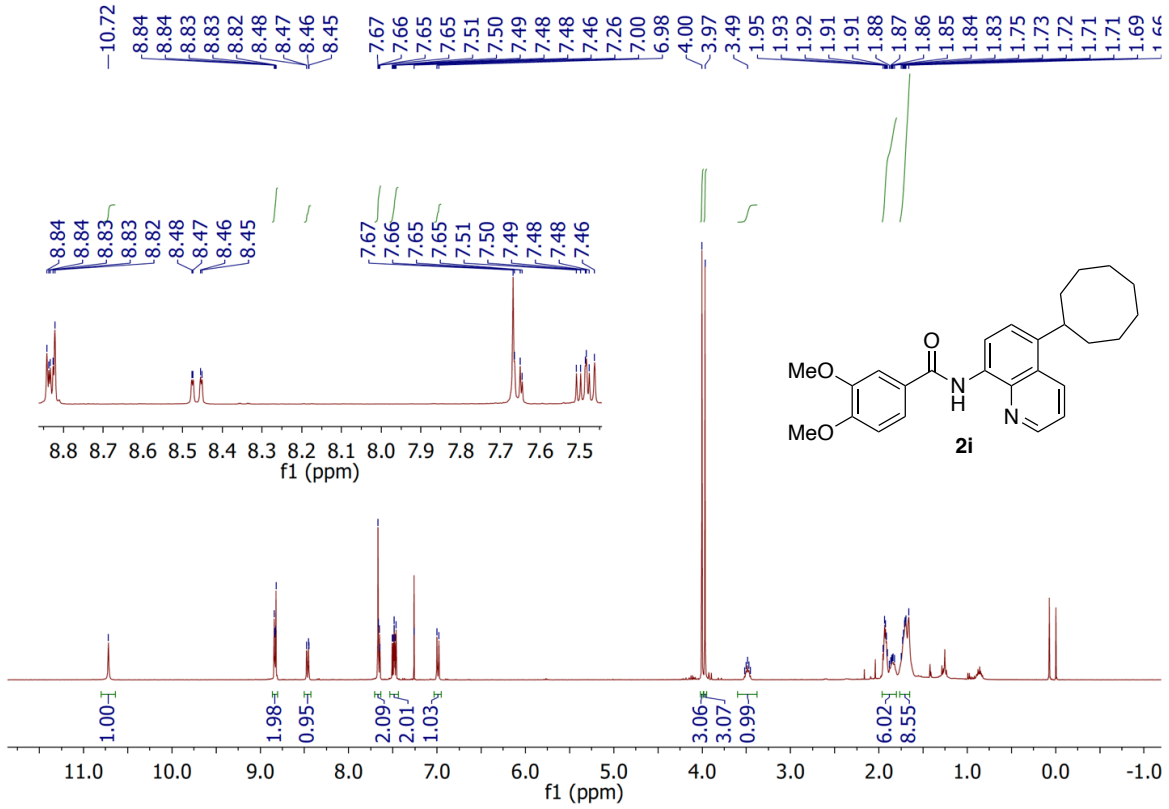 10.72 8.84 8.84 8.83 8.83 8.82 8.48 8.47 8.46 8.45 7.67 7.66 7.65 7.65 7.51 7.50 7.49 7.48 7.48 7.46 7.26 7.00 6.98 4.00 3.97 3.49 1.95 1.93 1.92 1.91 1.91 1.88 1.87 1.86 1.85 1.84 1.83 1.75 1.73 1.72 1.71 1.71 1.69
8.84 8.84 8.83 8.83 8.82 8.48 8.47 8.46 8.45 7.67 7.66 7.65 7.65 7.51 7.50 7.49 7.48 7.48 7.46
8.8 8.7 8.6 8.5 8.4 8.3 8.2 8.1 8.0 7.9 7.8 7.7 7.6 7.5
f1 (ppm)
O
MeO
N
H
MeO
N
2i
1.00 1.98 0.95 2.09 2.01 1.03 3.06 3.07 0.99 6.02 8.55
11.0 10.0 9.0 8.0 7.0 6.0 5.0 4.0 3.0 2.0 1.0 0.0 -1.0
f1 (ppm)